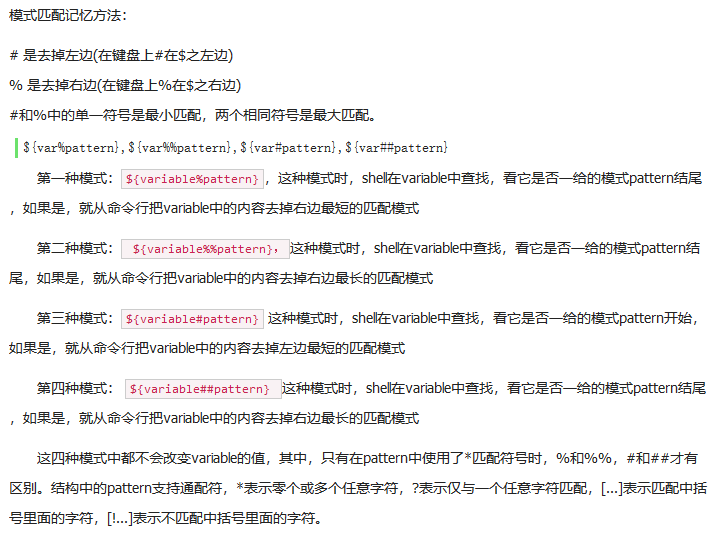 模式匹配记忆方法：
# 是去掉左边(在键盘上#在$之左边)
% 是去掉右边(在键盘上%在$之右边)
#和%中的单一符号是最小匹配，两个相同符号是最大匹配。
${var%pattern},${var%%pattern},${var#pattern},${var##pattern}
第一种模式：${variable%pattern}，这种模式时，shell在variable中查找，看它是否一给的模式pattern结尾
，如果是，就从命令行把variable中的内容去掉右边最短的匹配模式
第二种模式： ${variable%%pattern}，这种模式时，shell在variable中查找，看它是否一给的模式pattern结
尾，如果是，就从命令行把variable中的内容去掉右边最长的匹配模式
第三种模式：${variable#pattern} 这种模式时，shell在variable中查找，看它是否一给的模式pattern开始，
如果是，就从命令行把variable中的内容去掉左边最短的匹配模式
第四种模式： ${variable##pattern} 这种模式时，shell在variable中查找，看它是否一给的模式pattern结尾
，如果是，就从命令行把variable中的内容去掉右边最长的匹配模式
这四种模式中都不会改变variable的值，其中，只有在pattern中使用了*匹配符号时，%和%%，#和##才有
区别。结构中的pattern支持通配符，*表示零个或多个任意字符，?表示仅与一个任意字符匹配，[...]表示匹配中括
号里面的字符，[!...]表示不匹配中括号里面的字符。